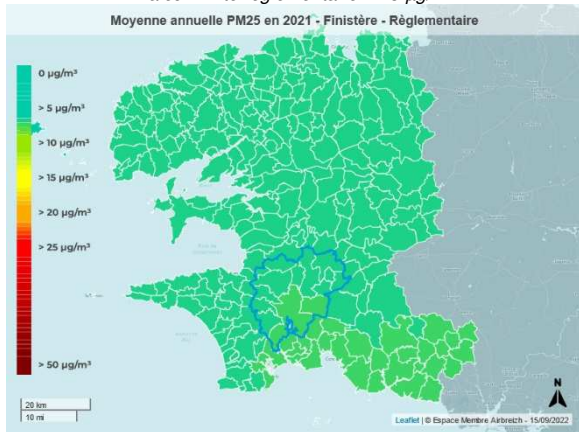 Moyenne annuelle PM25 en 2021 - Finistère - Règlementaire
0 µg/m³
> 5 µg/m³
> 10 µg/m³
> 15 µg/m³
> 20 µg/m³
> 25 µg/m³
> 50 µg/m³
20 km
10 mi
N
Leaflet | © Espace Membre Airbreizh - 15/09/2022